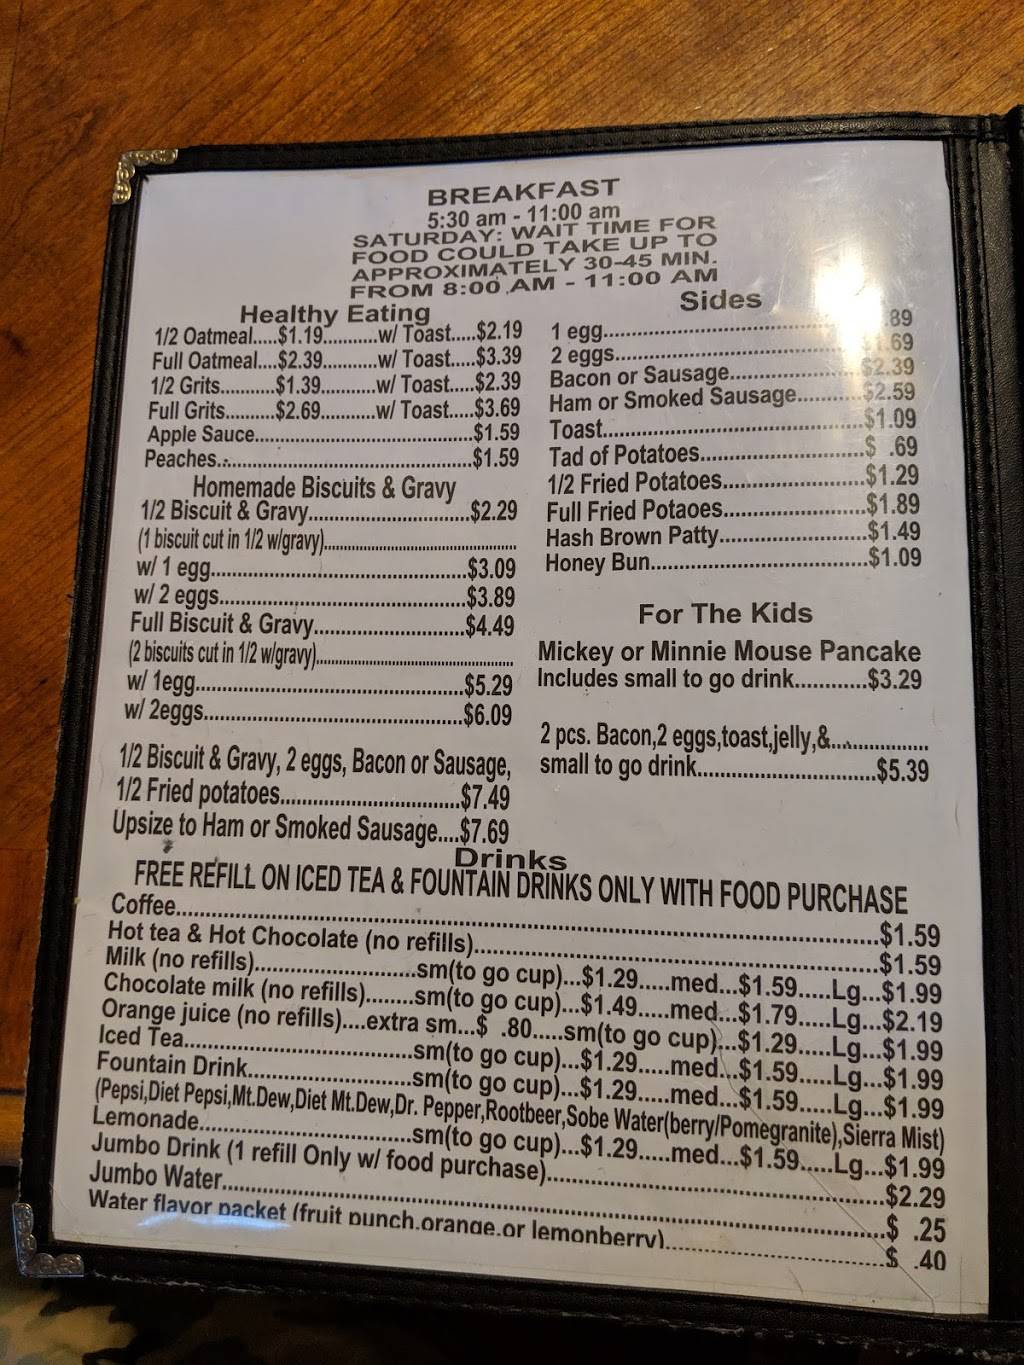 BREAKFAST
5:30 am - 11:00 am
SATURDAY: WAIT TIME FOR
FOOD COULD TAKE UP TO
APPROXIMATELY 30-45 MIN.
FROM 8:00 AM - 11:00 AM
Healthy Eating
1/2 Oatmeal.....$1.19...........w/ Toast.....$2.19
Full Oatmeal....$2.39...........w/ Toast.....$3.39
1/2 Grits..........$1.39...........w/ Toast.....$2.39
Full Grits.........$2.69...........w/ Toast.....$3.69
Apple Sauce............................................$1.59
Peaches.................................................$1.59
Homemade Biscuits & Gravy
1/2 Biscuit & Gravy................................$2.29
(1 biscuit cut in 1/2 w/gravy)................................
w/ 1 egg.................................................$3.09
w/ 2 eggs...............................................$3.89
Full Biscuit & Gravy..............................$4.49
(2 biscuits cut in 1/2 w/gravy)................................
w/ 1egg...................................................$5.29
w/ 2eggs.................................................$6.09
1/2 Biscuit & Gravy, 2 eggs, Bacon or Sausage,
1/2 Fried potatoes..................................$7.49
Upsize to Ham or Smoked Sausage....$7.69
Sides
1 egg..................................................89
2 eggs..............................................$1.69
Bacon or Sausage..........................$2.39
Ham or Smoked Sausage............$2.59
Toast................................................$1.09
Tad of Potatoes..............................$ .69
1/2 Fried Potatoes.........................$1.29
Full Fried Potaoes.........................$1.89
Hash Brown Patty.........................$1.49
Honey Bun.....................................$1.09
For The Kids
Mickey or Minnie Mouse Pancake
Includes small to go drink............$3.29
2 pcs. Bacon,2 eggs,toast,jelly,&..................
small to go drink................................$5.39
Drinks
FREE REFILL ON ICED TEA & FOUNTAIN DRINKS ONLY WITH FOOD PURCHASE
Coffee............................................................$1.59
Hot tea & Hot Chocolate (no refills)....................................$1.59
Milk (no refills).......................sm(to go cup)...$1.29.....med...$1.59.....Lg...$1.99
Chocolate milk (no refills)........sm(to go cup)...$1.49.....med...$1.79.....Lg...$2.19
Orange juice (no refills)....extra sm...$ .80.....sm(to go cup)...$1.29.....Lg...$1.99
Iced Tea.................................sm(to go cup)...$1.29.....med...$1.59.....Lg...$1.99
Fountain Drink........................sm(to go cup)...$1.29.....med...$1.59.....Lg...$1.99
(Pepsi,Diet Pepsi,Mt.Dew,Diet Mt.Dew,Dr. Pepper,Rootbeer,Sobe Water(berry/Pomegranite),Sierra Mist)
Lemonade...............................sm(to go cup)...$1.29.....med...$1.59.....Lg...$1.99
Jumbo Drink (1 refill Only w/ food purchase)................................$2.29
Jumbo Water............................................................$ .25
Water flavor packet (fruit punch,orange,or lemonberry)................................$ .40